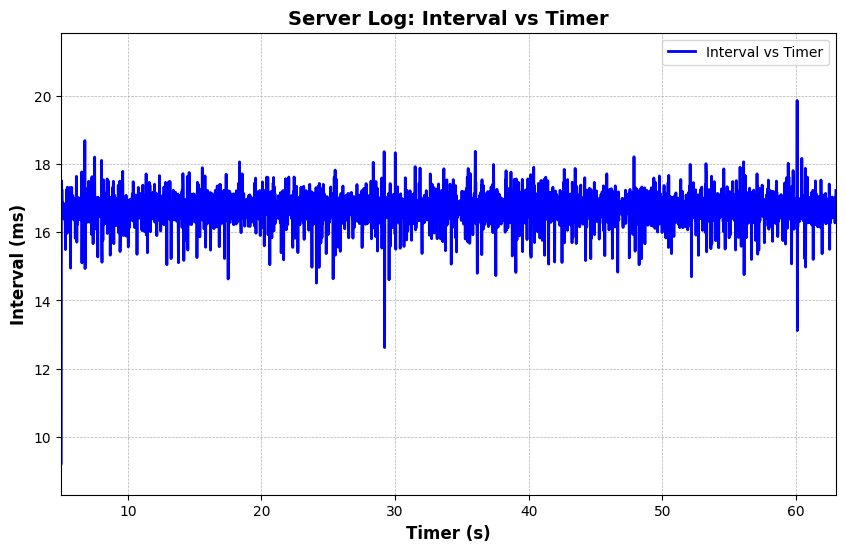 Server Log: Interval vs Timer
Interval vs Timer
Interval (ms)
20
18
16
14
12
10
10 20 30 40 50 60
Timer (s)